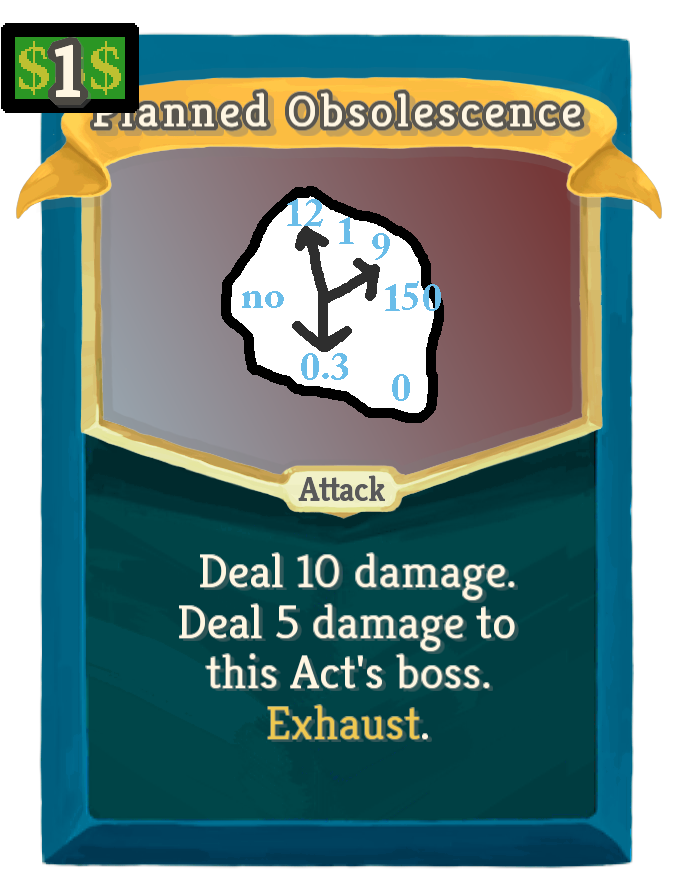 $1$
Planned Obsolescence
12
1
9
no
150
0.3
0
Attack
Deal 10 damage.
Deal 5 damage to
this Act's boss.
Exhaust.